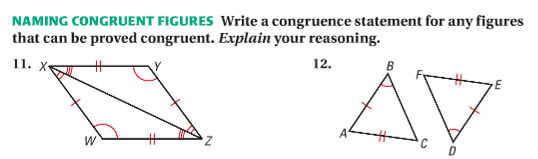 NAMING CONGRUENT FIGURES Write a congruence statement for any figures
that can be proved congruent. Explain your reasoning.
11. X Y W Z
12. B F E A C D